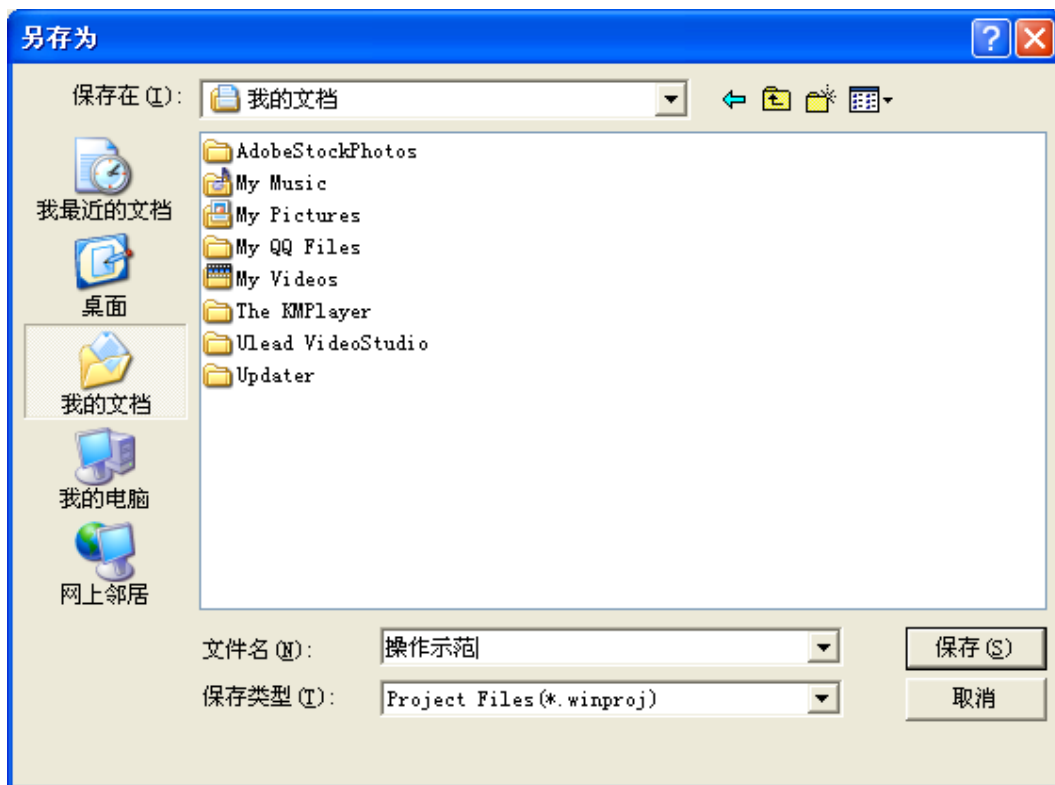 另存为
保存在(I):
我的文档
我最近的文档
桌面
我的文档
我的电脑
网上邻居
AdobeStockPhotos
My Music
My Pictures
My QQ Files
My Videos
The KMPlayer
Ulead VideoStudio
Updater
文件名(N):
操作示范
保存(S)
保存类型(T):
Project Files(*.winproj)
取消